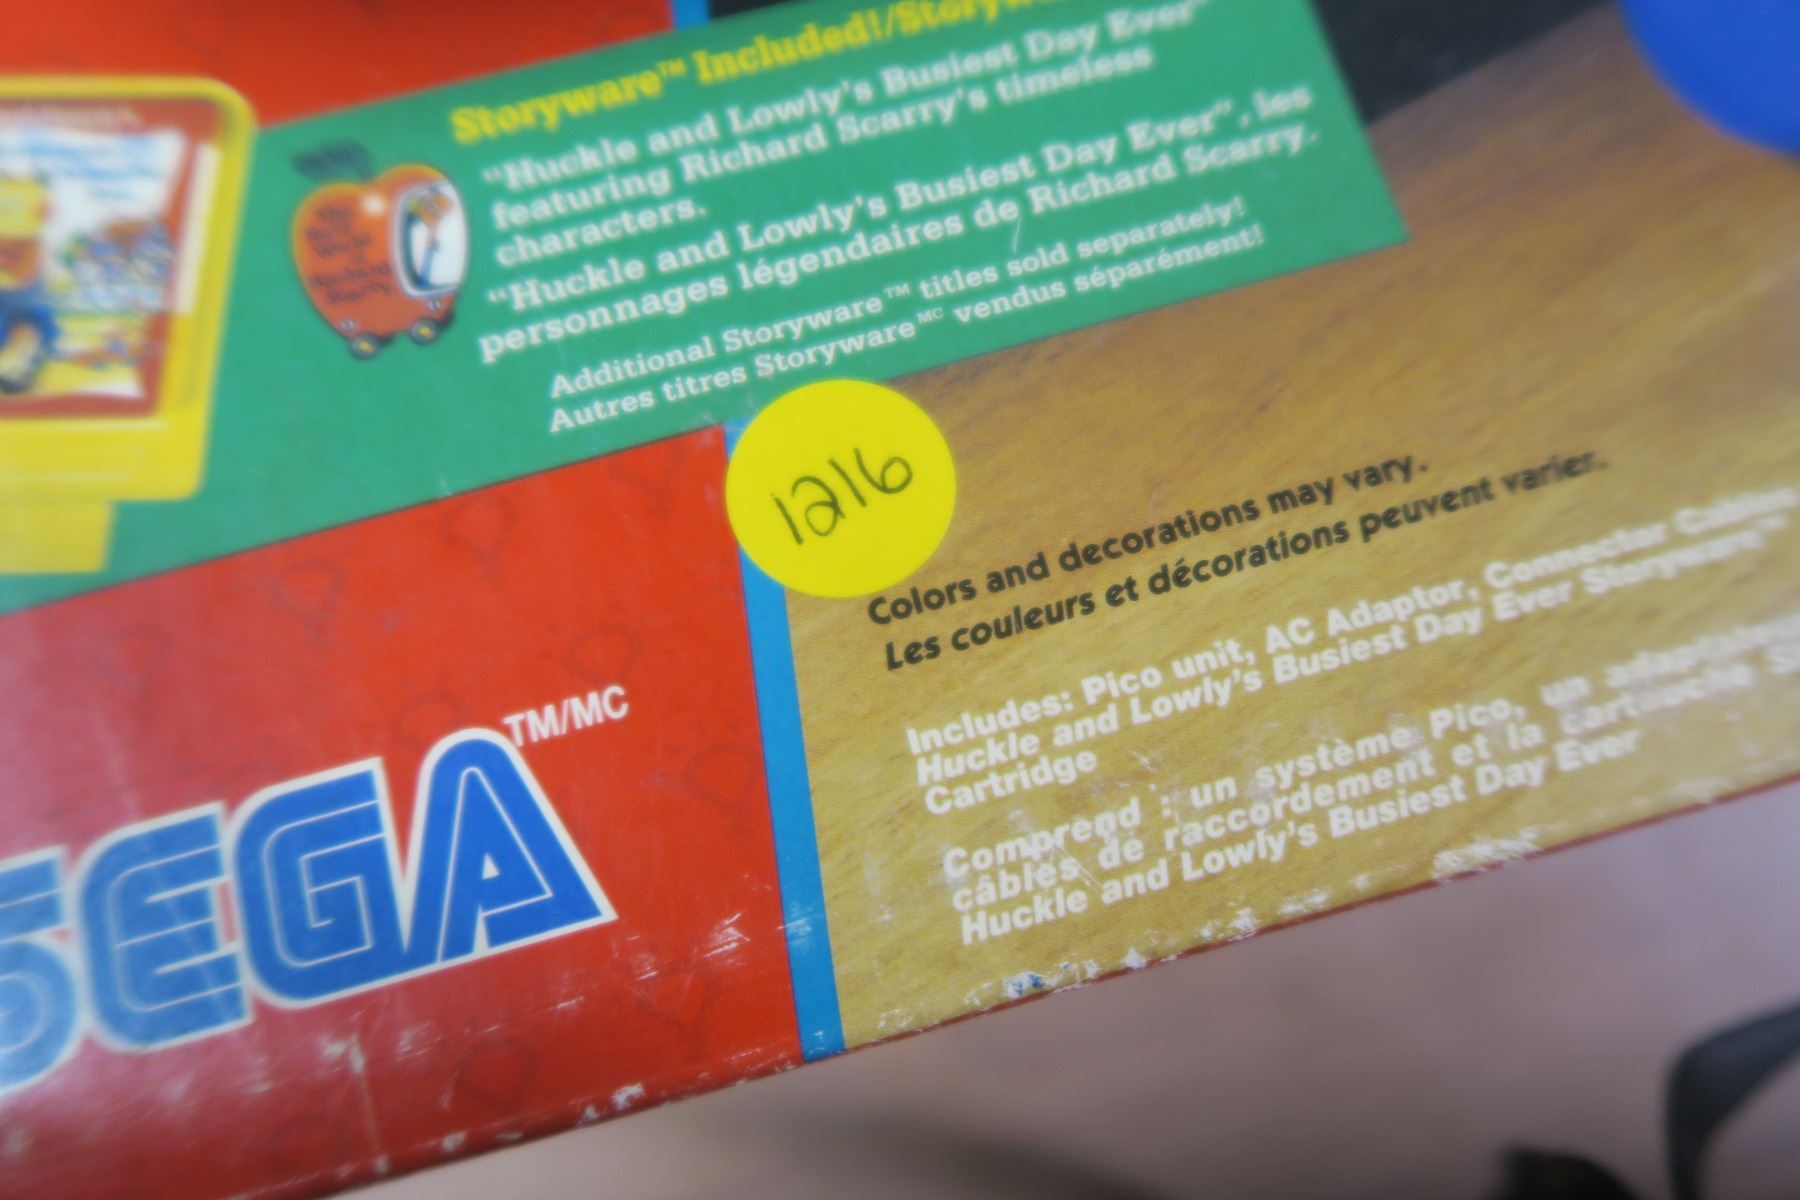 Storyware™ Included!
"Huckle and Lowly's Busiest Day Ever"
featuring Richard Scarry's timeless
characters.
"Huckle and Lowly's Busiest Day Ever", les
personnages légendaires de Richard Scarry.
Additional Storyware™ titles sold separately!
Autres titres Storyware MC vendus séparément!
1216
Colors and decorations may vary.
Les couleurs et décorations peuvent varier.
Includes: Pico unit, AC Adaptor, Connector Cables
Huckle and Lowly's Busiest Day Ever Storyware™
Cartridge
Comprend : un système Pico, un
câbles de raccordement et la cartouche
Huckle and Lowly's Busiest Day Ever
SEGA TM/MC